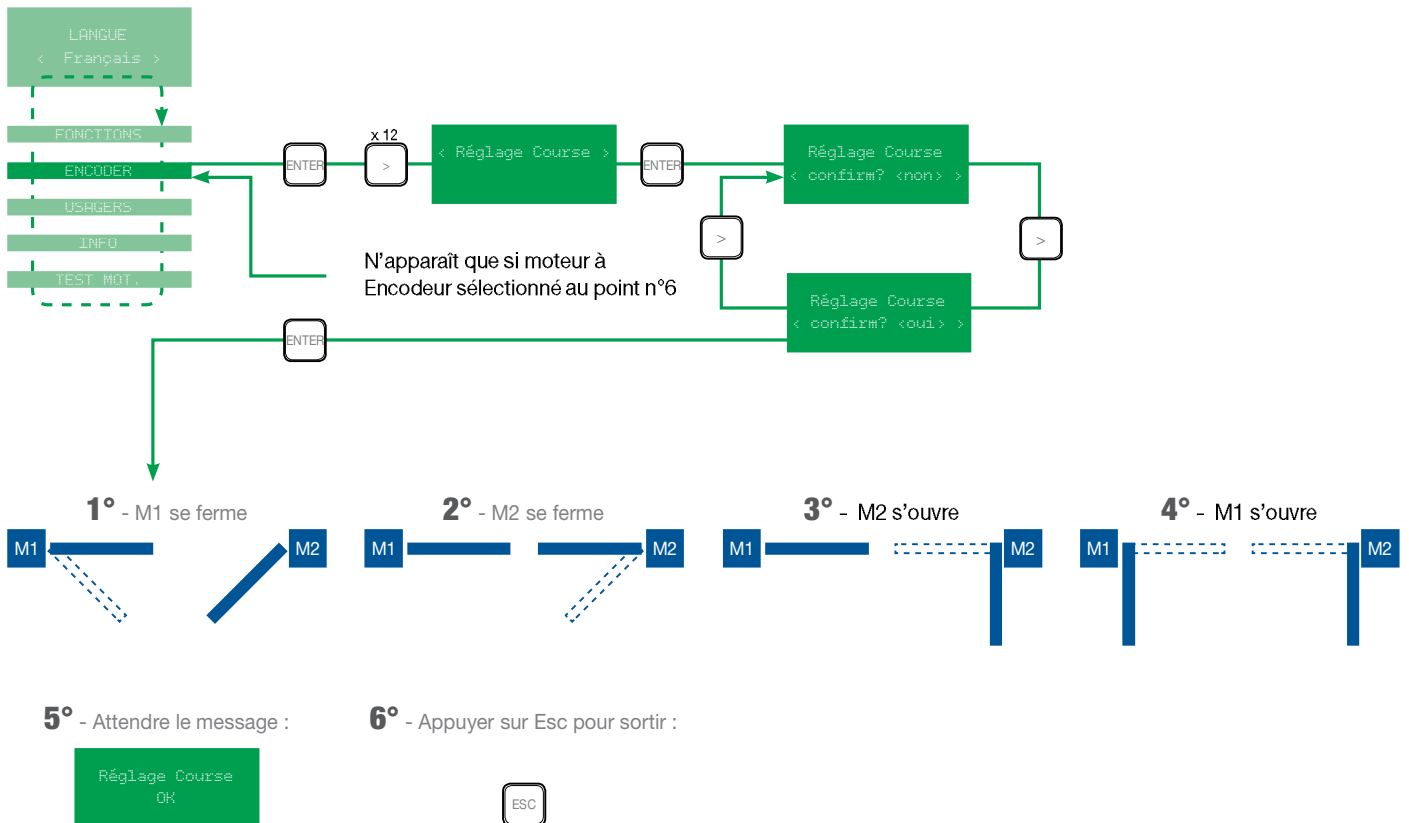 LANGUE
< Français >
FONCTIONS
ENCODER
USAGERS
INFO
TEST MOT.
ENTER
x 12
>
< Réglage Course >
ENTER
Réglage Course
< confirm? <non> >
>
>
N'apparaît que si moteur à
Encodeur sélectionné au point n°6
Réglage Course
< confirm? <oui> >
ENTER
1° - M1 se ferme
M1
M2
2° - M2 se ferme
M1
M2
3° - M2 s'ouvre
M1
M2
4° - M1 s'ouvre
M1
M2
5° - Attendre le message :
Réglage Course
OK
6° - Appuyer sur Esc pour sortir :
ESC